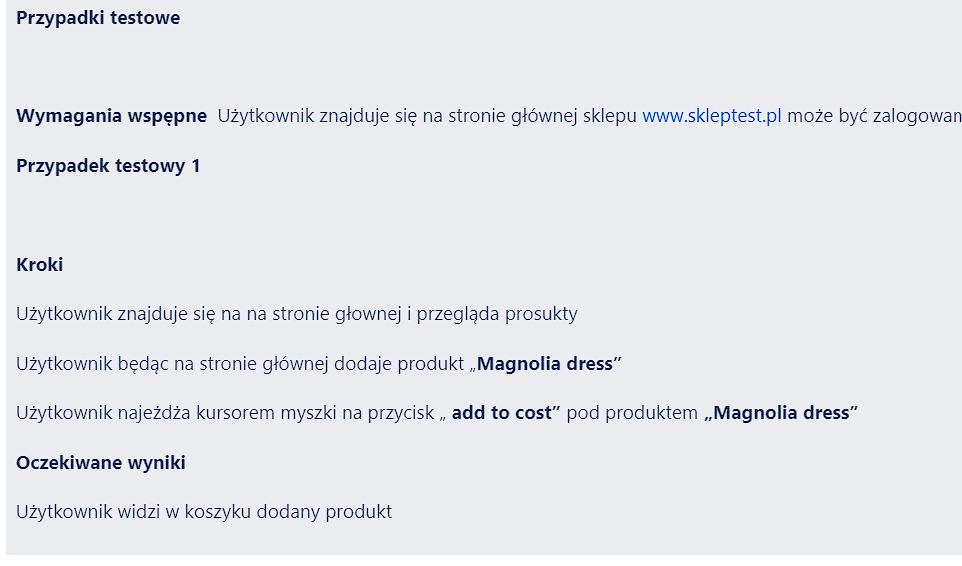 Przypadki testowe
Wymagania wspępne Użytkownik znajduje się na stronie głównej sklepu www.skleptest.pl może być zalogowan
Przypadek testowy 1
Kroki
Użytkownik znajduje się na na stronie głownej i przegląda prosukty
Użytkownik będąc na stronie głównej dodaje produkt „Magnolia dress”
Użytkownik najeżdża kursorem myszki na przycisk „ add to cost” pod produktem „Magnolia dress”
Oczekiwane wyniki
Użytkownik widzi w koszyku dodany produkt